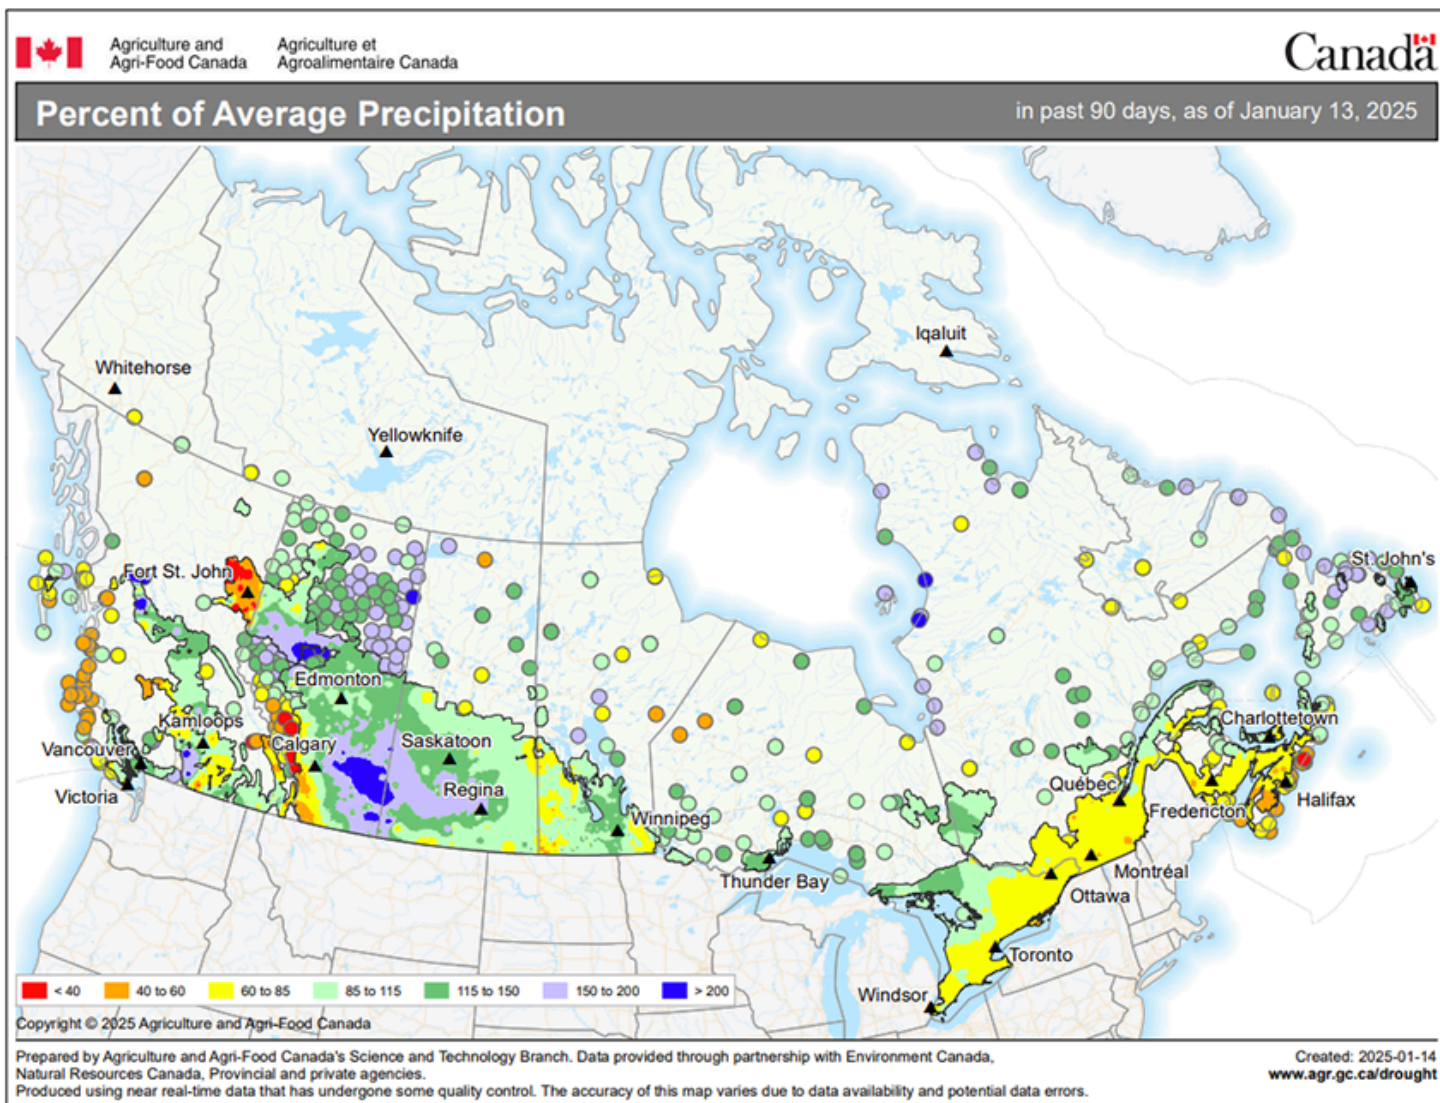 Agriculture and
Agri-Food Canada
Agriculture et
Agroalimentaire Canada
Canada
Percent of Average Precipitation
in past 90 days, as of January 13, 2025
Iqaluit
Whitehorse
Yellowknife
St. John's
Fort St. John
Edmonton
Kamloops
Charlottetown
Vancouver
Calgary
Saskatoon
Québec
Victoria
Regina
Halifax
Winnipeg
Fredericton
Montréal
Thunder Bay
Ottawa
Toronto
Windsor
< 40
40 to 60
60 to 85
85 to 115
115 to 150
150 to 200
> 200
Copyright © 2025 Agriculture and Agri-Food Canada
Prepared by Agriculture and Agri-Food Canada's Science and Technology Branch. Data provided through partnership with Environment Canada,
Natural Resources Canada, Provincial and private agencies.
Produced using near real-time data that has undergone some quality control. The accuracy of this map varies due to data availability and potential data errors.
Created: 2025-01-14
www.agr.gc.ca/drought